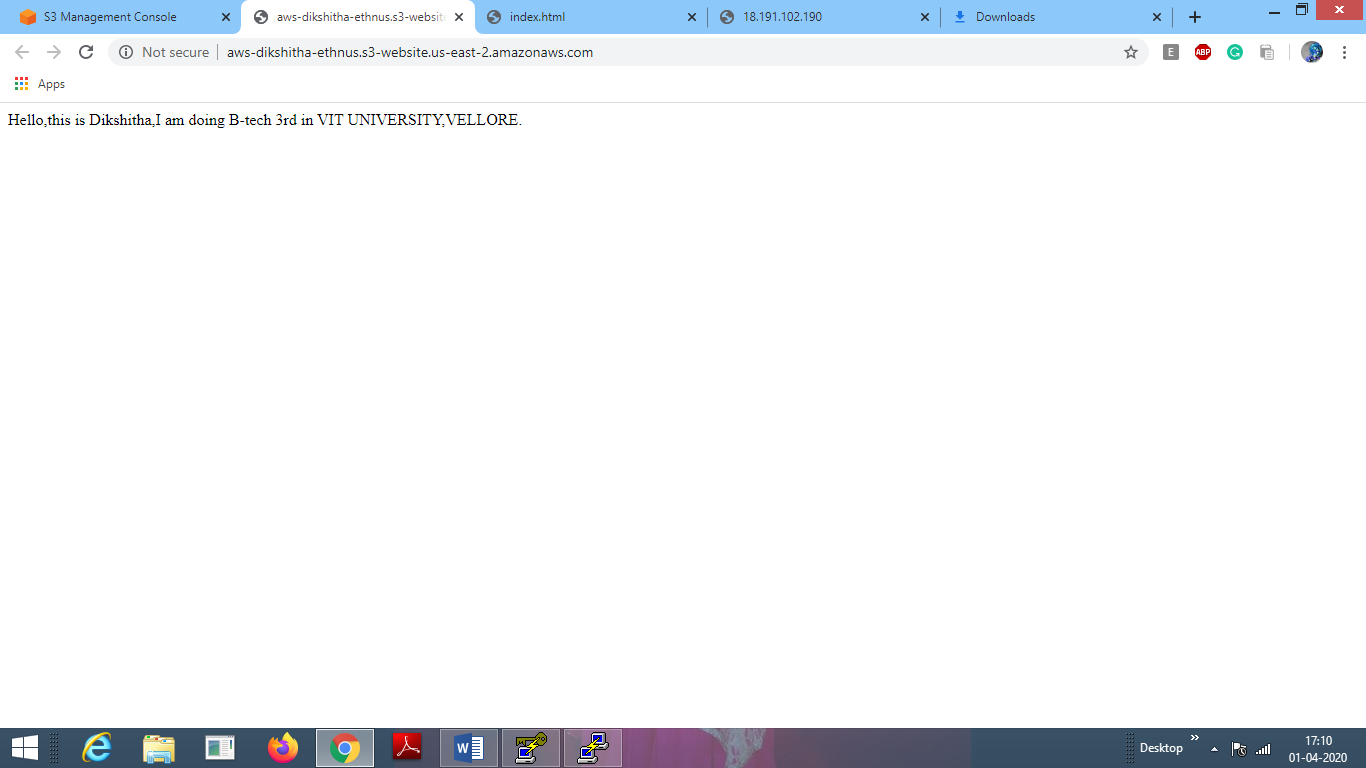 S3 Management Console
aws-dikshitha-ethnus.s3-website
index.html
18.191.102.190
Downloads
Not secure
aws-dikshitha-ethnus.s3-website.us-east-2.amazonaws.com
E
ABP
G
Apps
Hello,this is Dikshitha,I am doing B-tech 3rd in VIT UNIVERSITY,VELLORE.
Desktop
17:10
01-04-2020